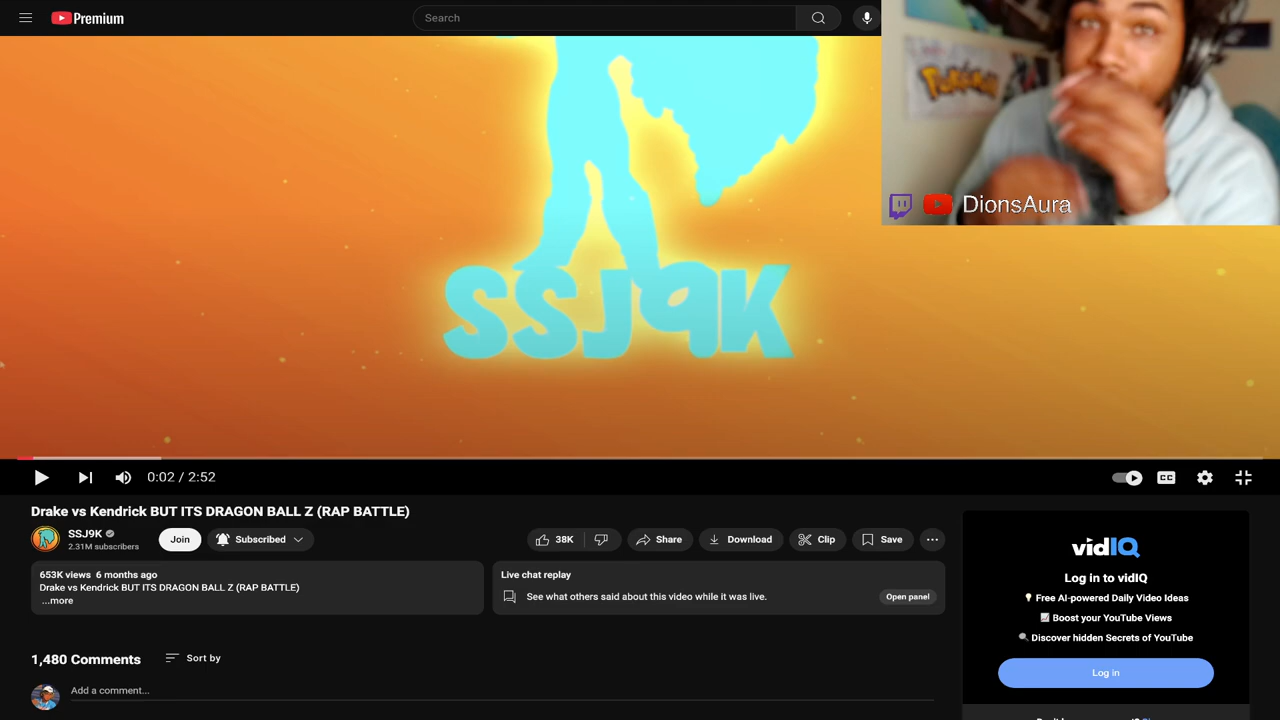 Premium
Search
Pokémon
DionsAura
SSJ9K
0:02 / 2:52
CC
Drake vs Kendrick BUT ITS DRAGON BALL Z (RAP BATTLE)
SSJ9K
2.31M subscribers
Join
Subscribed
38K
Share
Download
Clip
Save
653K views 6 months ago
Drake vs Kendrick BUT ITS DRAGON BALL Z (RAP BATTLE)
...more
Live chat replay
See what others said about this video while it was live.
Open panel
vidIQ
Log in to vidIQ
Free AI-powered Daily Video Ideas
Boost your YouTube Views
Discover hidden Secrets of YouTube
Log in
1,480 Comments
Sort by
Add a comment...